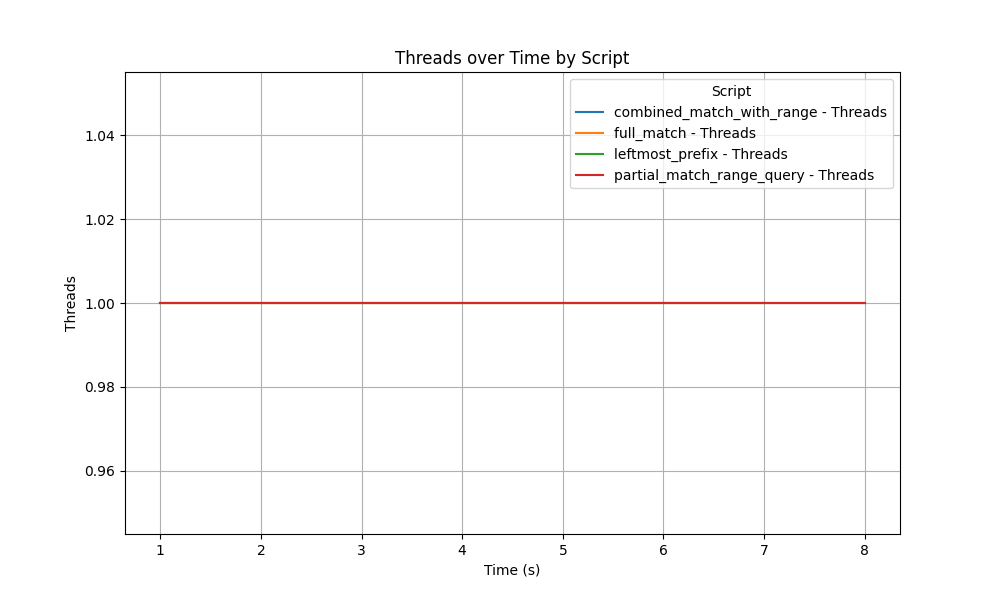 Threads over Time by Script
Script
combined_match_with_range - Threads
full_match - Threads
leftmost_prefix - Threads
partial_match_range_query - Threads
Threads
1.04
1.02
1.00
0.98
0.96
1 2 3 4 5 6 7 8
Time (s)